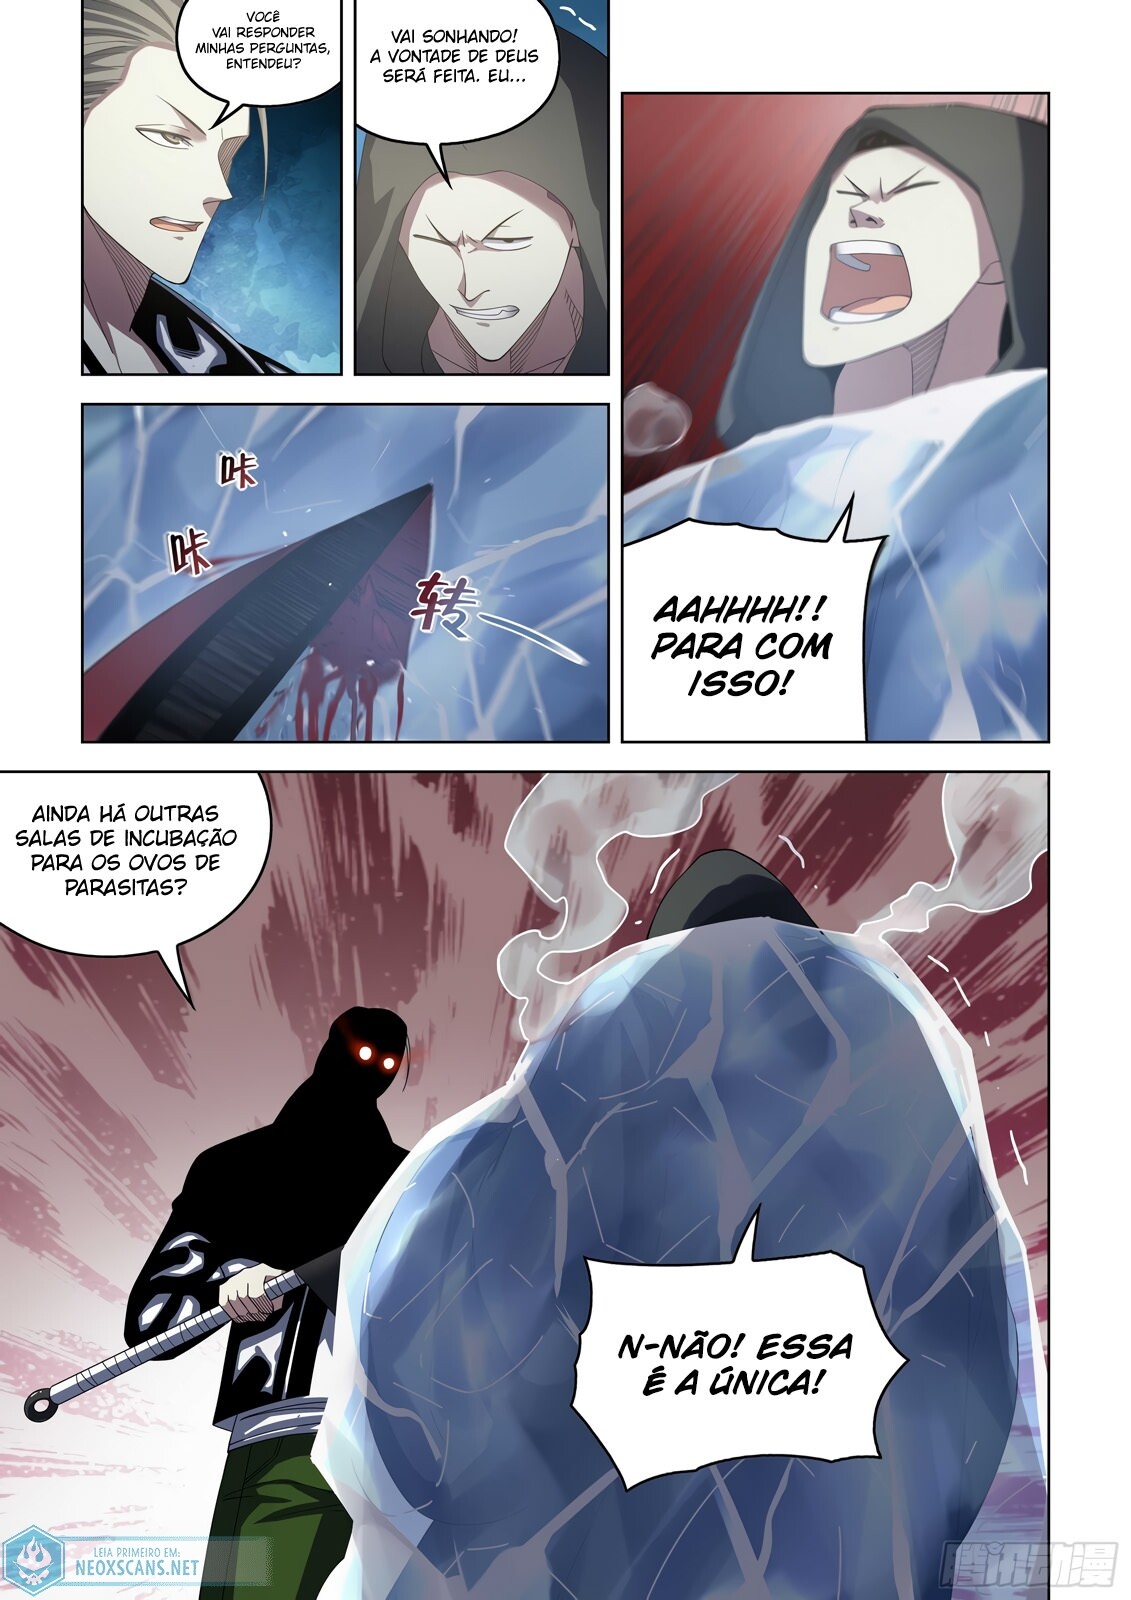 VOCÊ
VAI RESPONDER
MINHAS PERGUNTAS,
ENTENDEU?
VAI SONHANDO!
A VONTADE DE DEUS
SERÁ FEITA. EU...
咔
咔
转
AAHHHH!!
PARA COM
ISSO!
AINDA HÁ OUTRAS
SALAS DE INCUBAÇÃO
PARA OS OVOS DE
PARASITAS?
N-NÃO! ESSA
É A ÚNICA!
LEIA PRIMEIRO EM:
NEOXSCANS.NET
腾讯动漫